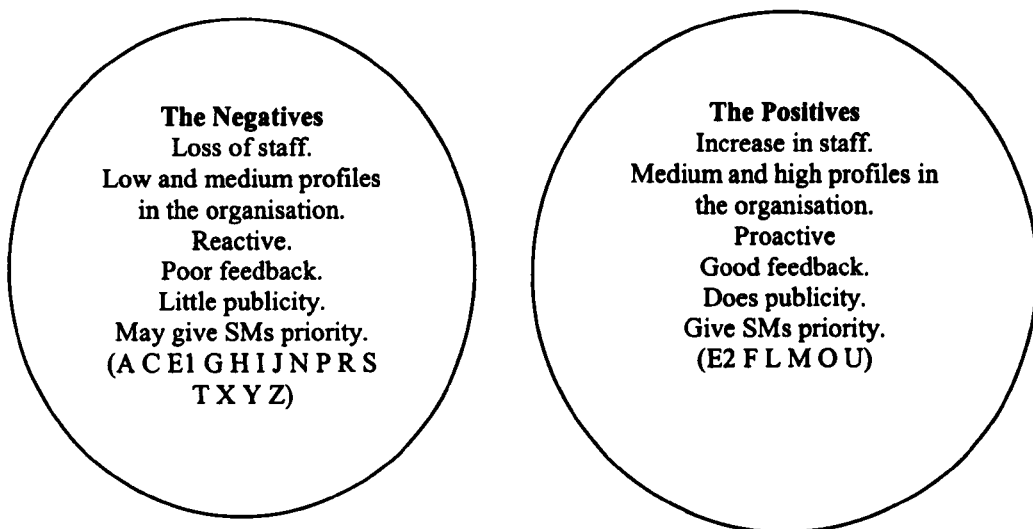 The Negatives
Loss of staff.
Low and medium profiles
in the organisation.
Reactive.
Poor feedback.
Little publicity.
May give SMs priority.
(A C E1 G H I J N P R S
T X Y Z)
The Positives
Increase in staff.
Medium and high profiles in
the organisation.
Proactive
Good feedback.
Does publicity.
Give SMs priority.
(E2 F L M O U)